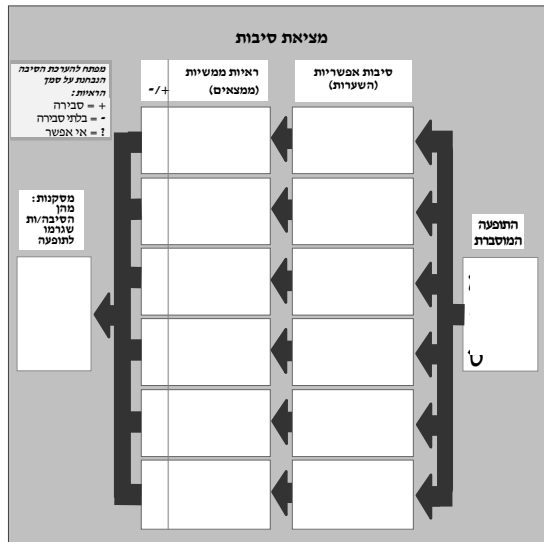 מציאת סיבות
מפתח להערכת הסיבה
הנבחנת על סמך
הראיות:
+ = סבירה
- = בלתי סבירה
? = אי אפשר
-/+
ראיות ממשיות
(ממצאים)
סיבות אפשריות
(השערות)
התופעה
המוסברת
מסקנות:
מהן
הסיבה/ות
שגרמו
לתופעה